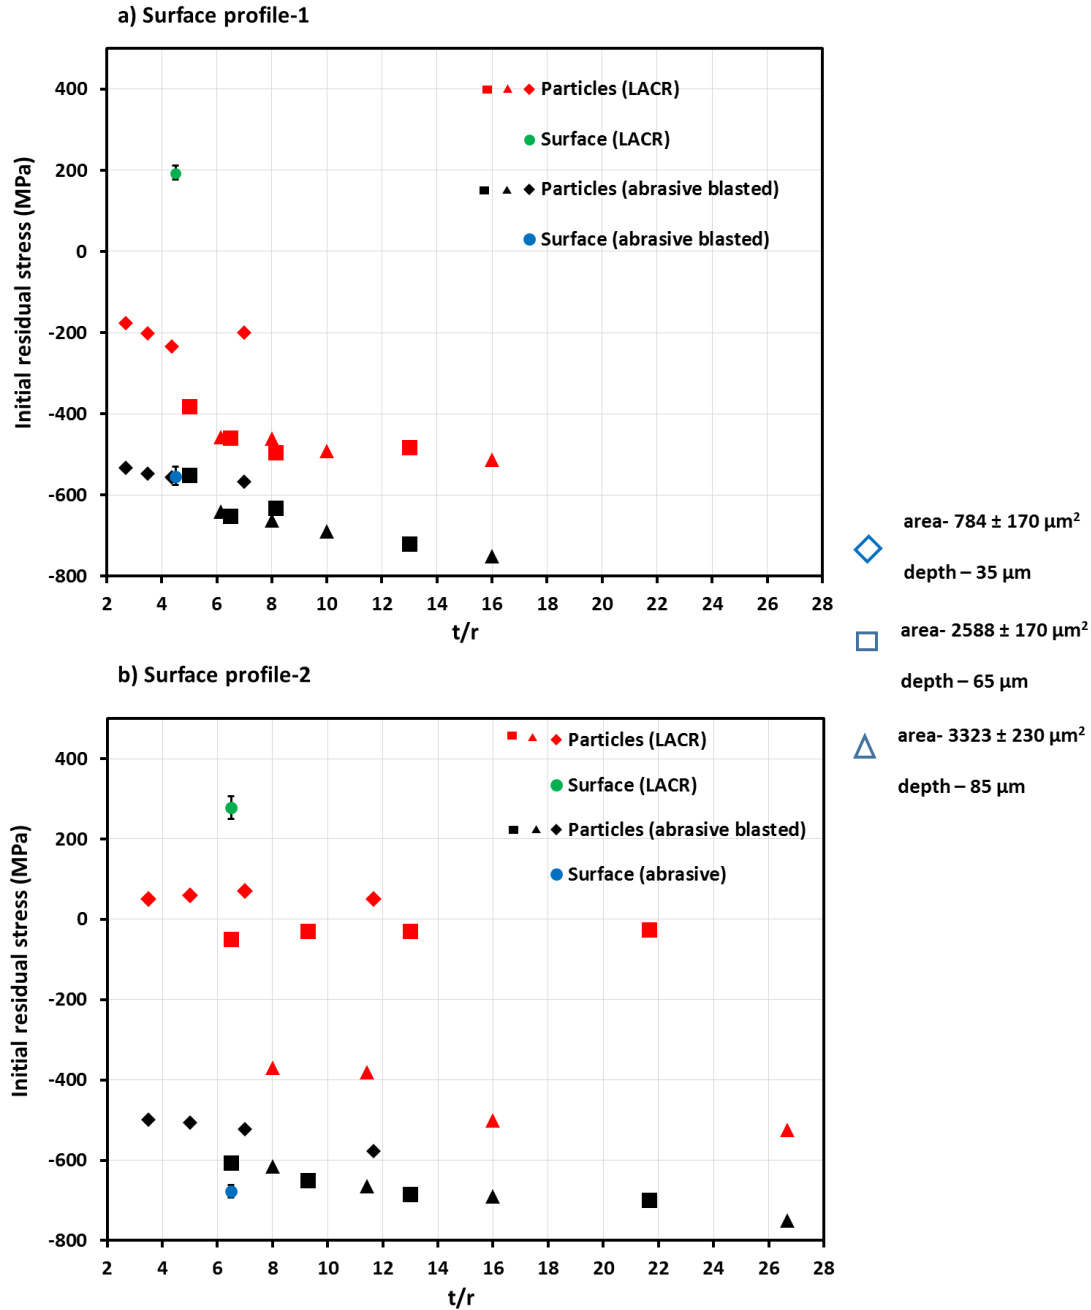 a) Surface profile-1
Initial residual stress (MPa)
400
200
0
-200
-400
-600
-800
Particles (LACR)
Surface (LACR)
Particles (abrasive blasted)
Surface (abrasive blasted)
2 4 6 8 10 12 14 16 18 20 22 24 26 28
t/r
area- 784 ± 170 µm²
depth – 35 µm
area- 2588 ± 170 µm²
depth – 65 µm
area- 3323 ± 230 µm²
depth – 85 µm
b) Surface profile-2
Initial residual stress (MPa)
400
200
0
-200
-400
-600
-800
Particles (LACR)
Surface (LACR)
Particles (abrasive blasted)
Surface (abrasive)
2 4 6 8 10 12 14 16 18 20 22 24 26 28
t/r